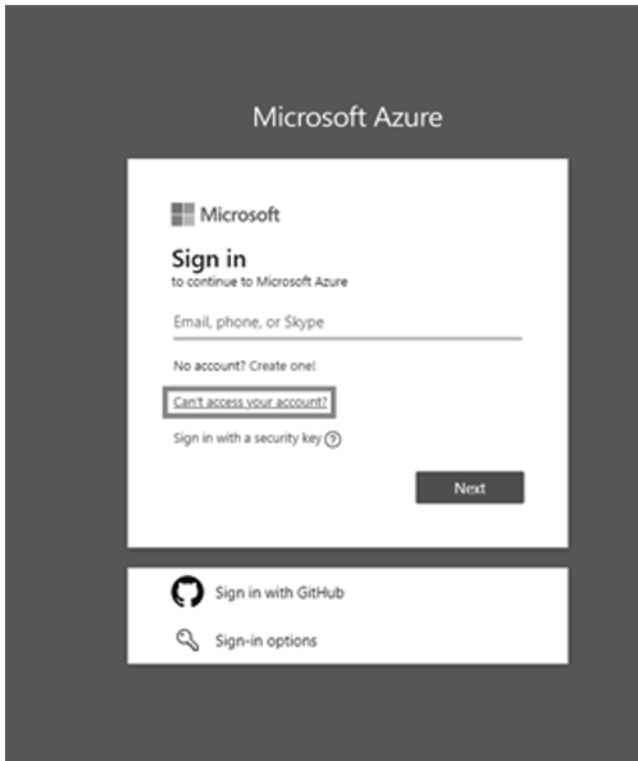 Microsoft Azure
Microsoft
Sign in
to continue to Microsoft Azure
Email, phone, or Skype
No account? Create one!
Can't access your account?
Sign in with a security key ?
Next
Sign in with GitHub
Sign-in options